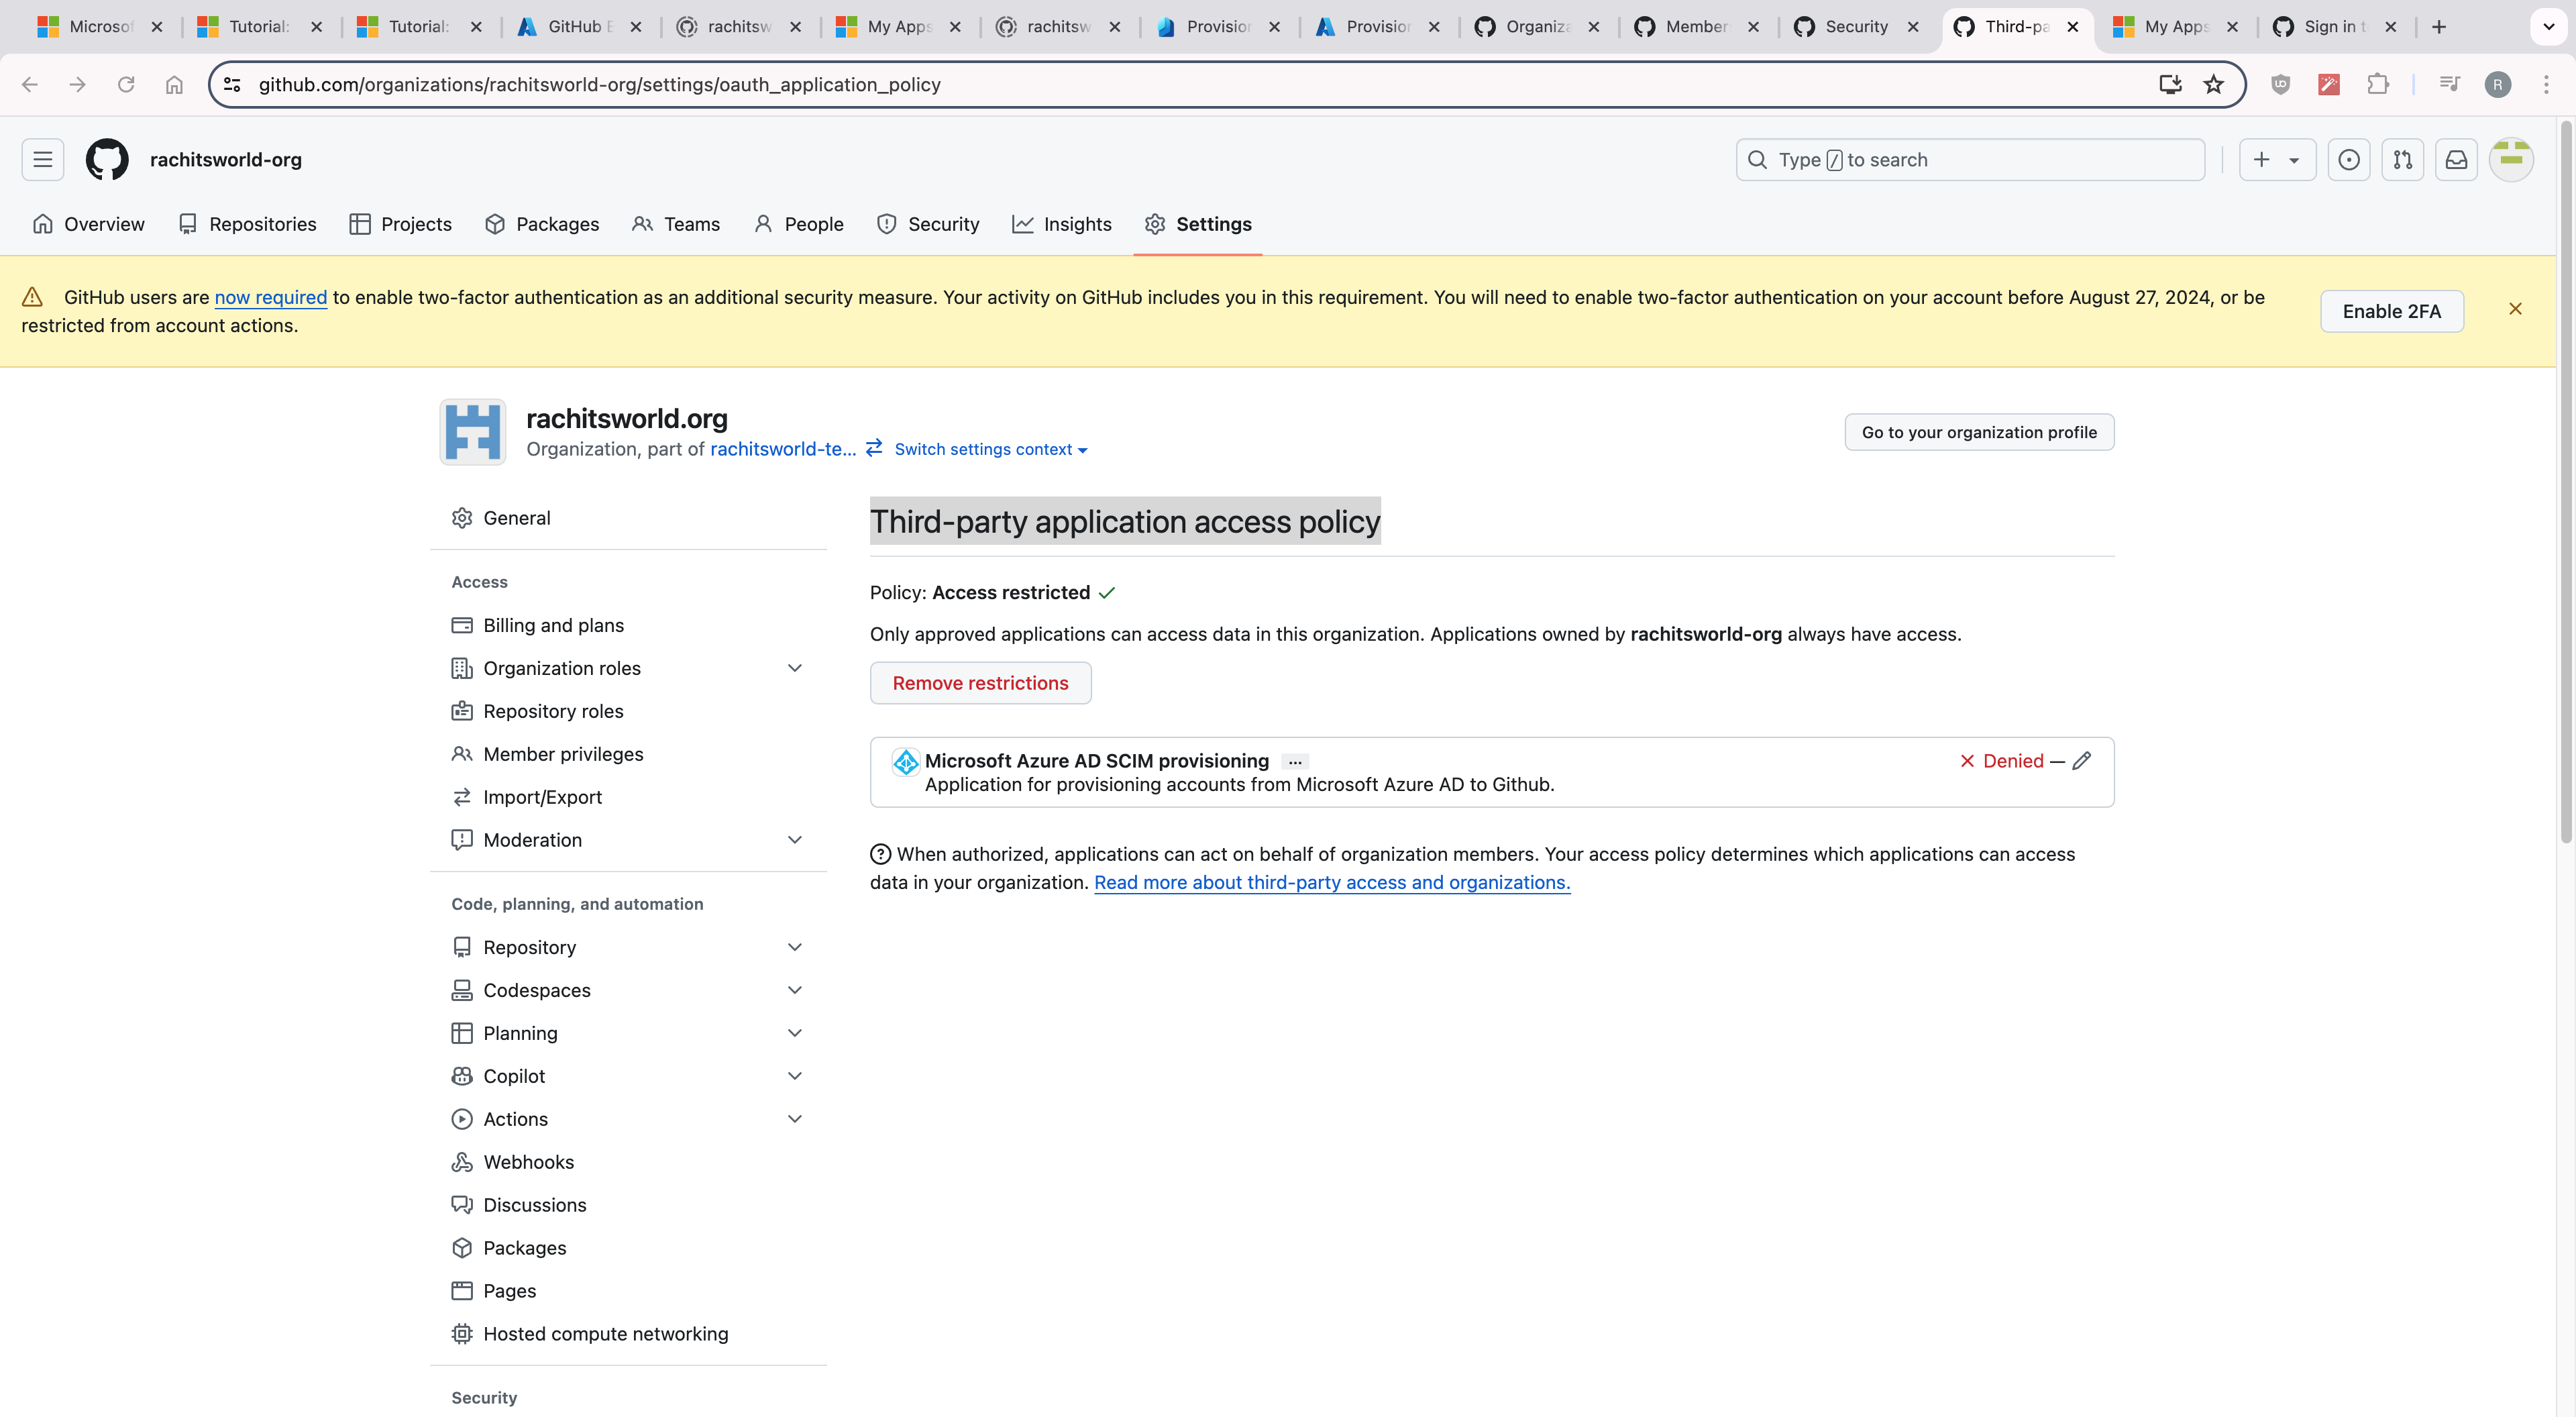 Microsof
Tutorial:
Tutorial:
GitHub E
rachitsw
My Apps
rachitsw
Provision
Provision
Organiza
Member
Security
Third-pa
My Apps
Sign in t
github.com/organizations/rachitsworld-org/settings/oauth_application_policy
R
rachitsworld-org
Type / to search
Overview
Repositories
Projects
Packages
Teams
People
Security
Insights
Settings
GitHub users are now required to enable two-factor authentication as an additional security measure. Your activity on GitHub includes you in this requirement. You will need to enable two-factor authentication on your account before August 27, 2024, or be
restricted from account actions.
Enable 2FA
rachitsworld.org
Organization, part of rachitsworld-te... Switch settings context
Go to your organization profile
General
Access
Billing and plans
Organization roles
Repository roles
Member privileges
Import/Export
Moderation
Code, planning, and automation
Repository
Codespaces
Planning
Copilot
Actions
Webhooks
Discussions
Packages
Pages
Hosted compute networking
Security
Third-party application access policy
Policy: Access restricted ✓
Only approved applications can access data in this organization. Applications owned by rachitsworld-org always have access.
Remove restrictions
Microsoft Azure AD SCIM provisioning ...
Denied —
Application for provisioning accounts from Microsoft Azure AD to Github.
When authorized, applications can act on behalf of organization members. Your access policy determines which applications can access
data in your organization. Read more about third-party access and organizations.